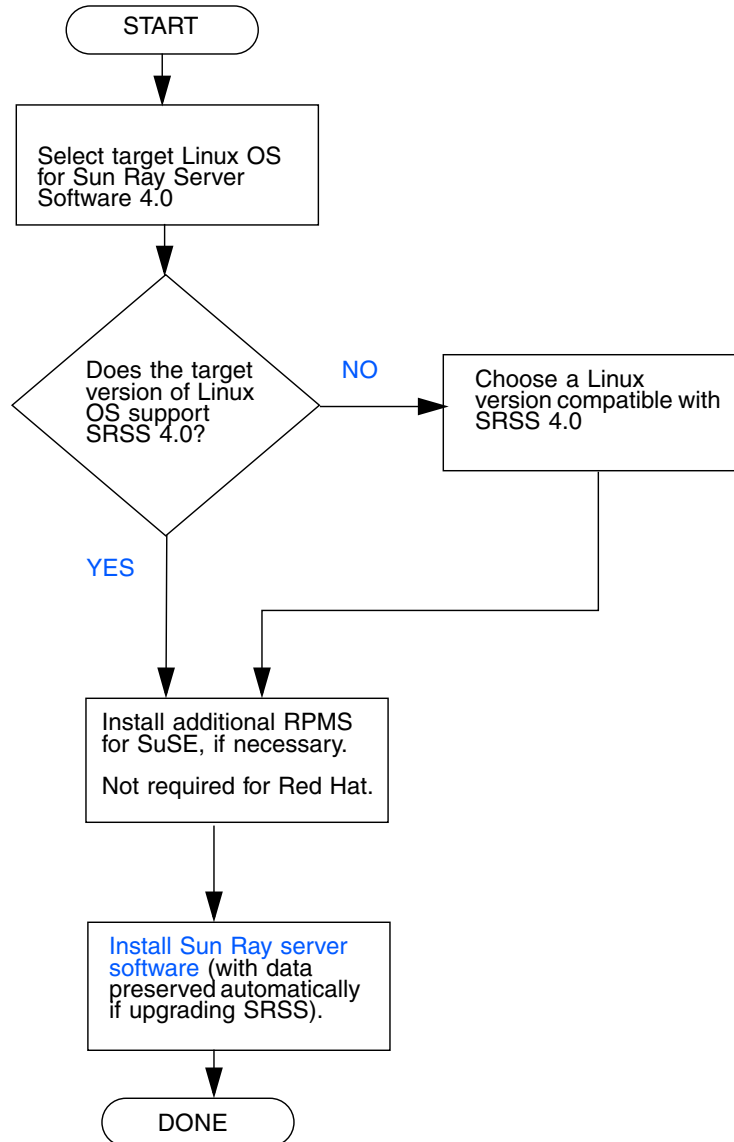 START
Select target Linux OS
for Sun Ray Server
Software 4.0
Does the target
version of Linux
OS support
SRSS 4.0?
NO
Choose a Linux
version compatible with
SRSS 4.0
YES
Install additional RPMS
for SuSE, if necessary.
Not required for Red Hat.
Install Sun Ray server
software (with data
preserved automatically
if upgrading SRSS).
DONE